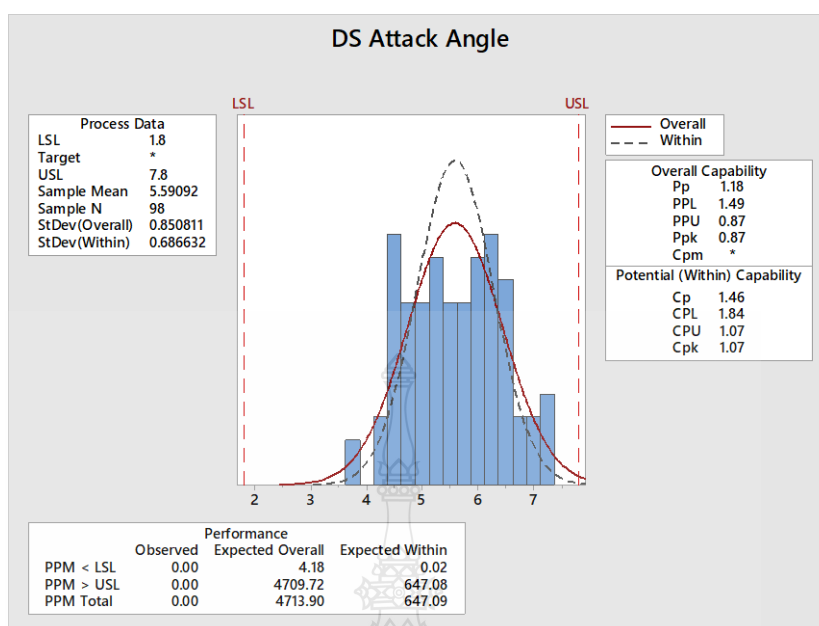 DS Attack Angle
LSL USL
Process Data
LSL 1.8
Target *
USL 7.8
Sample Mean 5.59092
Sample N 98
StDev(Overall) 0.850811
StDev(Within) 0.686632
Overall
Within
Overall Capability
Pp 1.18
PPL 1.49
PPU 0.87
Ppk 0.87
Cpm *
Potential (Within) Capability
Cp 1.46
CPL 1.84
CPU 1.07
Cpk 1.07
2 3 4 5 6 7
Performance
Observed Expected Overall Expected Within
PPM < LSL 0.00 4.18 0.02
PPM > USL 0.00 4709.72 647.08
PPM Total 0.00 4713.90 647.09